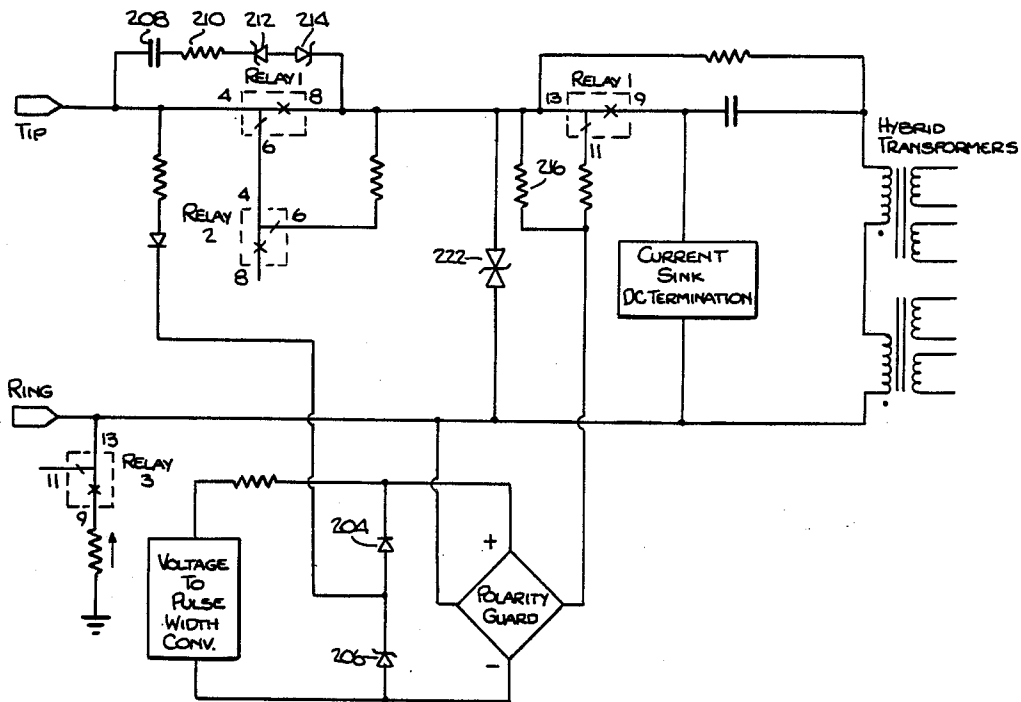 208 210 212 214
RELAY 1
4 8
6
TIP
13 RELAY 1 9
11
HYBRID
TRANSFORMERS
216
4
RELAY
2
6
8
222
CURRENT
SINK
DC TERMINATION
RING
13
RELAY
3
11
9
204
+
VOLTAGE
TO
PULSE
WIDTH
CONV.
POLARITY
GUARD
206
-